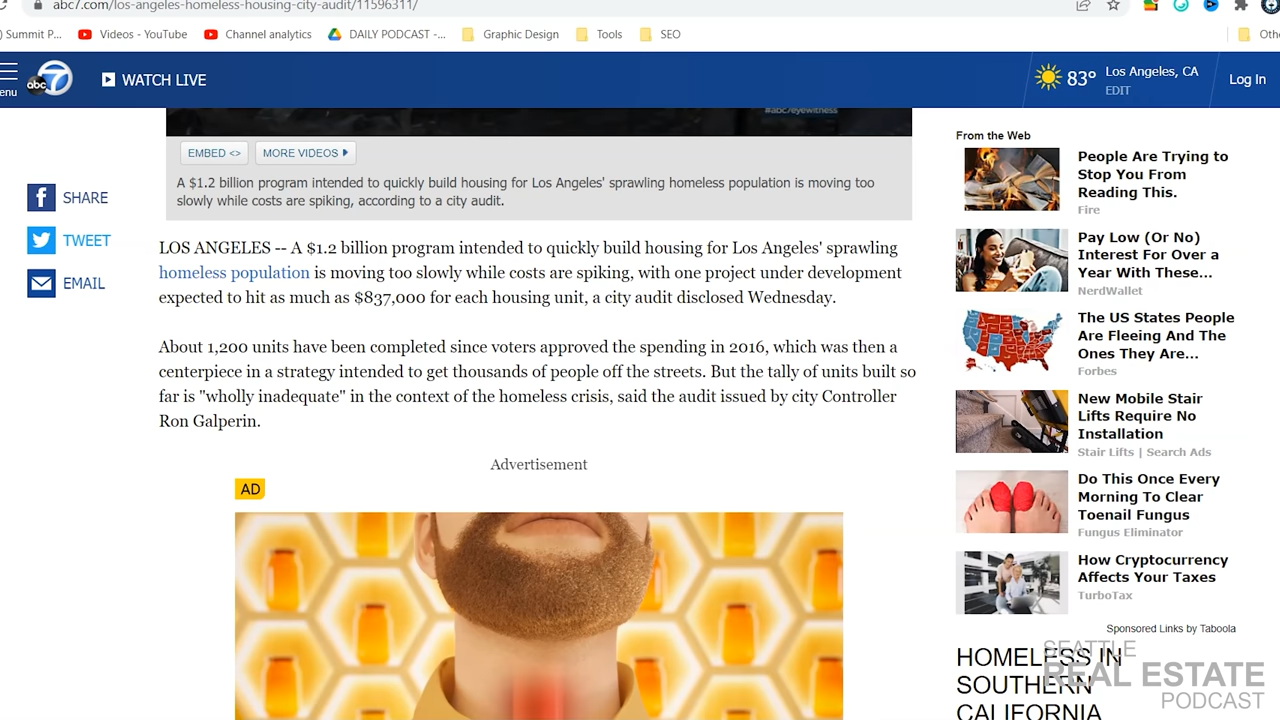 abc7.com/los-angeles-homeless-housing-city-audit/11596311/
) Summit P...
Videos - YouTube
Channel analytics
DAILY PODCAST -...
Graphic Design
Tools
SEO
Othe
enu
abc 7
WATCH LIVE
83°
Los Angeles, CA
EDIT
Log In
#abc7eyewitness
EMBED <>
MORE VIDEOS
A $1.2 billion program intended to quickly build housing for Los Angeles' sprawling homeless population is moving too
slowly while costs are spiking, according to a city audit.
SHARE
TWEET
EMAIL
LOS ANGELES -- A $1.2 billion program intended to quickly build housing for Los Angeles' sprawling
homeless population is moving too slowly while costs are spiking, with one project under development
expected to hit as much as $837,000 for each housing unit, a city audit disclosed Wednesday.
About 1,200 units have been completed since voters approved the spending in 2016, which was then a
centerpiece in a strategy intended to get thousands of people off the streets. But the tally of units built so
far is "wholly inadequate" in the context of the homeless crisis, said the audit issued by city Controller
Ron Galperin.
Advertisement
AD
From the Web
People Are Trying to
Stop You From
Reading This.
Fire
Pay Low (Or No)
Interest For Over a
Year With These...
NerdWallet
The US States People
Are Fleeing And The
Ones They Are...
Forbes
New Mobile Stair
Lifts Require No
Installation
Stair Lifts | Search Ads
Do This Once Every
Morning To Clear
Toenail Fungus
Fungus Eliminator
How Cryptocurrency
Affects Your Taxes
TurboTax
Sponsored Links by Taboola
HOMELESS IN
SOUTHERN
CALIFORNIA
SEATTLE
REAL ESTATE
PODCAST